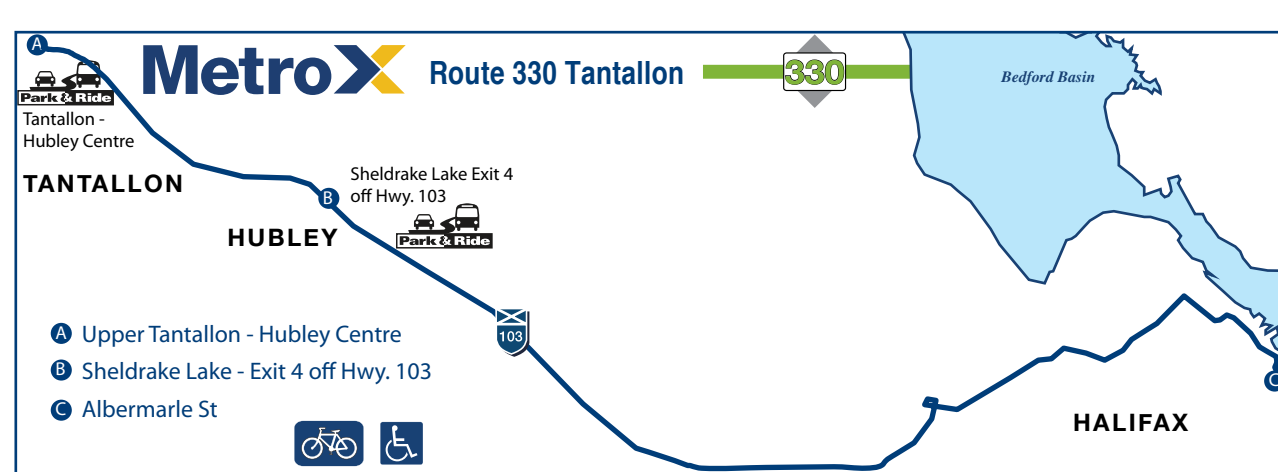 A
MetroX
Route 330 Tantallon
330
Bedford Basin
Park & Ride
Tantallon -
Hubley Centre
TANTALLON
Sheldrake Lake Exit 4
off Hwy. 103
B
Park & Ride
HUBLEY
103
A Upper Tantallon - Hubley Centre
B Sheldrake Lake - Exit 4 off Hwy. 103
C Albermarle St
C
HALIFAX